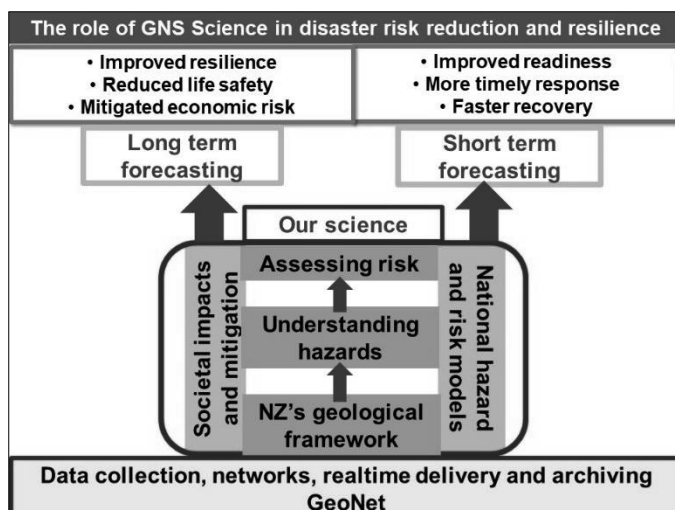 The role of GNS Science in disaster risk reduction and resilience
• Improved resilience
• Reduced life safety
• Mitigated economic risk
• Improved readiness
• More timely response
• Faster recovery
Long term
forecasting
Short term
forecasting
Our science
Societal impacts
and mitigation
Assessing risk
Understanding
hazards
NZ's geological
framework
National hazard
and risk models
Data collection, networks, realtime delivery and archiving
GeoNet